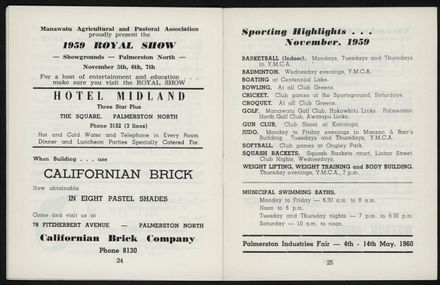 Manawatu Agricultural and Pastoral Association
proudly present the
1959 ROYAL SHOW
— Showgrounds — Palmerston North —
November 5th, 6th, 7th
For a host of entertainment and education . . .
make sure you visit the ROYAL SHOW
HOTEL MIDLAND
Three Star Plus
THE SQUARE, PALMERSTON NORTH
Phone 3152 (3 lines)
Hot and Cold Water and Telephone in Every Room.
Dinner and Luncheon Parties Specially Catered For.
When Building . . . use
CALIFORNIAN BRICK
Now obtainable
IN EIGHT PASTEL SHADES
Come and visit us at
78 FITZHERBERT AVENUE — PALMERSTON NORTH
Californian Brick Company
Phone 8130
24
Sporting Highlights . . .
November, 1959
BASKETBALL (Indoor). Mondays, Tuesdays and Thursdays
in Y.M.C.A.
BADMINTON. Wednesday evenings, Y.M.C.A.
BOATING at Centennial Lake.
BOWLING. At all Club Greens.
CRICKET. Club games at the Sportsground, Saturdays.
CROQUET. At all Club Greens.
GOLF. Manawatu Golf Club, Hokowhitu Links. Palmerston
North Golf Club, Awatapu Links.
GUN CLUB. Club Shoot at Kairanga.
JUDO. Monday to Friday evenings in Manson & Barr's
Building. Tuesdays and Thursdays, Y.M.C.A.
SOFTBALL. Club games at Ongley Park.
SQUASH RACKETS. Squash Rackets court, Linton Street.
Club Nights, Wednesdays.
WEIGHT LIFTING, WEIGHT TRAINING and BODY BUILDING.
Thursday evenings, Y.M.C.A., 7 p.m.
MUNICIPAL SWIMMING BATHS.
Monday to Friday — 6.30 a.m. to 8 a.m.
Noon to 6 p.m.
Tuesday and Thursday nights — 7 p.m. to 8.30 p.m.
Saturday — 10 a.m. to noon.
Palmerston Industries Fair — 4th - 14th May, 1960
25